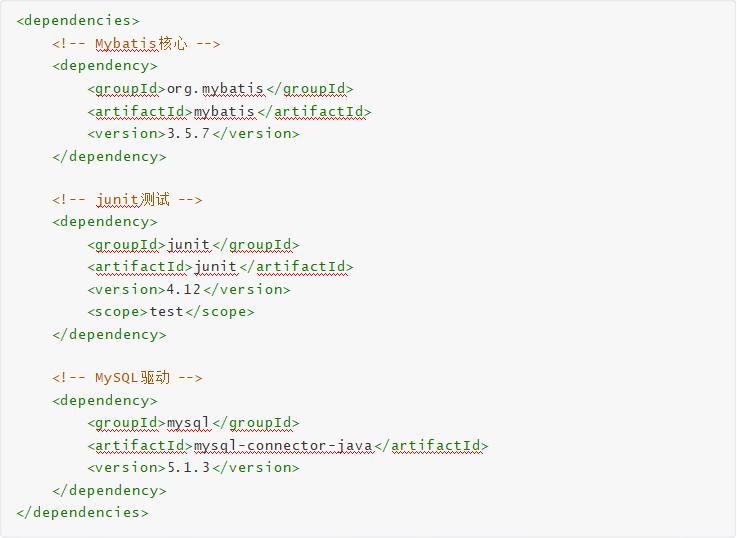 <dependencies>
    <!-- Mybatis核心 -->
    <dependency>
        <groupId>org.mybatis</groupId>
        <artifactId>mybatis</artifactId>
        <version>3.5.7</version>
    </dependency>

    <!-- junit测试 -->
    <dependency>
        <groupId>junit</groupId>
        <artifactId>junit</artifactId>
        <version>4.12</version>
        <scope>test</scope>
    </dependency>

    <!-- MySQL驱动 -->
    <dependency>
        <groupId>mysql</groupId>
        <artifactId>mysql-connector-java</artifactId>
        <version>5.1.3</version>
    </dependency>
</dependencies>